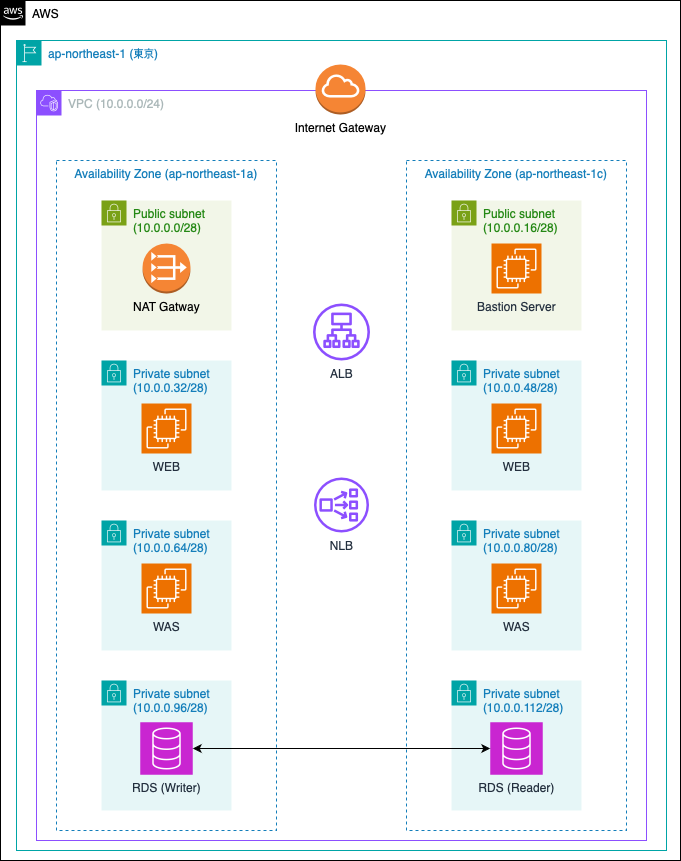 aws
AWS
ap-northeast-1 (東京)
VPC (10.0.0.0/24)
Internet Gateway
Availability Zone (ap-northeast-1a)
Availability Zone (ap-northeast-1c)
Public subnet
(10.0.0.0/28)
NAT Gatway
Public subnet
(10.0.0.16/28)
Bastion Server
ALB
Private subnet
(10.0.0.32/28)
WEB
Private subnet
(10.0.0.48/28)
WEB
NLB
Private subnet
(10.0.0.64/28)
WAS
Private subnet
(10.0.0.80/28)
WAS
Private subnet
(10.0.0.96/28)
RDS (Writer)
Private subnet
(10.0.0.112/28)
RDS (Reader)